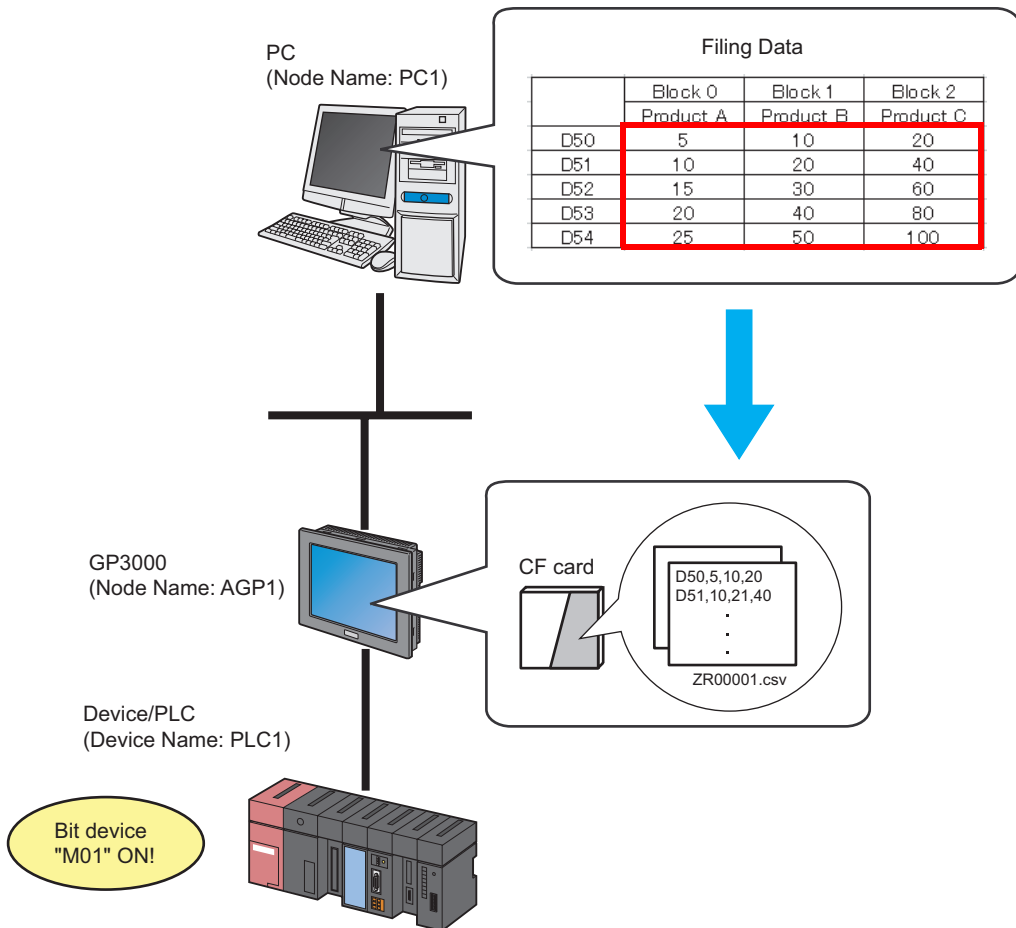 PC
(Node Name: PC1)
Filing Data
Block 0 Block 1 Block 2
Product A Product B Product C
D50 5 10 20
D51 10 20 40
D52 15 30 60
D53 20 40 80
D54 25 50 100
GP3000
(Node Name: AGP1)
CF card
D50,5,10,20
D51,10,21,40
.
.
.
ZR00001.csv
Device/PLC
(Device Name: PLC1)
Bit device
"M01" ON!